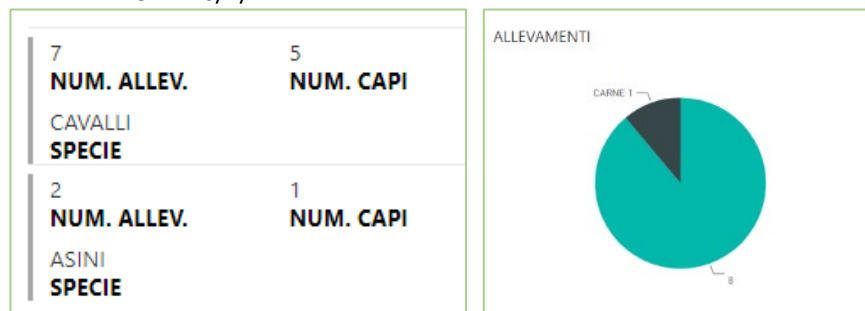 7 5
NUM. ALLEV. NUM. CAPI
CAVALLI
SPECIE
2 1
NUM. ALLEV. NUM. CAPI
ASINI
SPECIE
ALLEVAMENTI
CARNE 1
8